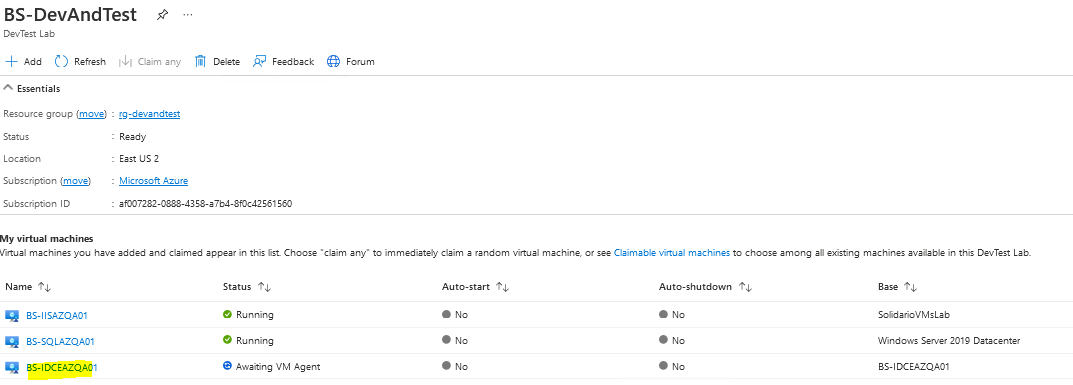 BS-DevAndTest ...
DevTest Lab
Add Refresh Claim any Delete Feedback Forum
Essentials
Resource group (move) : rg-devandtest
Status : Ready
Location : East US 2
Subscription (move) : Microsoft Azure
Subscription ID : af007282-0888-4358-a7b4-8f0c42561560
My virtual machines
Virtual machines you have added and claimed appear in this list. Choose "claim any" to immediately claim a random virtual machine, or see Claimable virtual machines to choose among all existing machines available in this DevTest Lab.
Name ↑↓ Status ↑↓ Auto-start ↑↓ Auto-shutdown ↑↓ Base ↑↓
BS-IISAZQA01 Running No No SolidarioVMsLab
BS-SQLAZQA01 Running No No Windows Server 2019 Datacenter
BS-IDCEAZQA01 Awaiting VM Agent No No BS-IDCEAZQA01